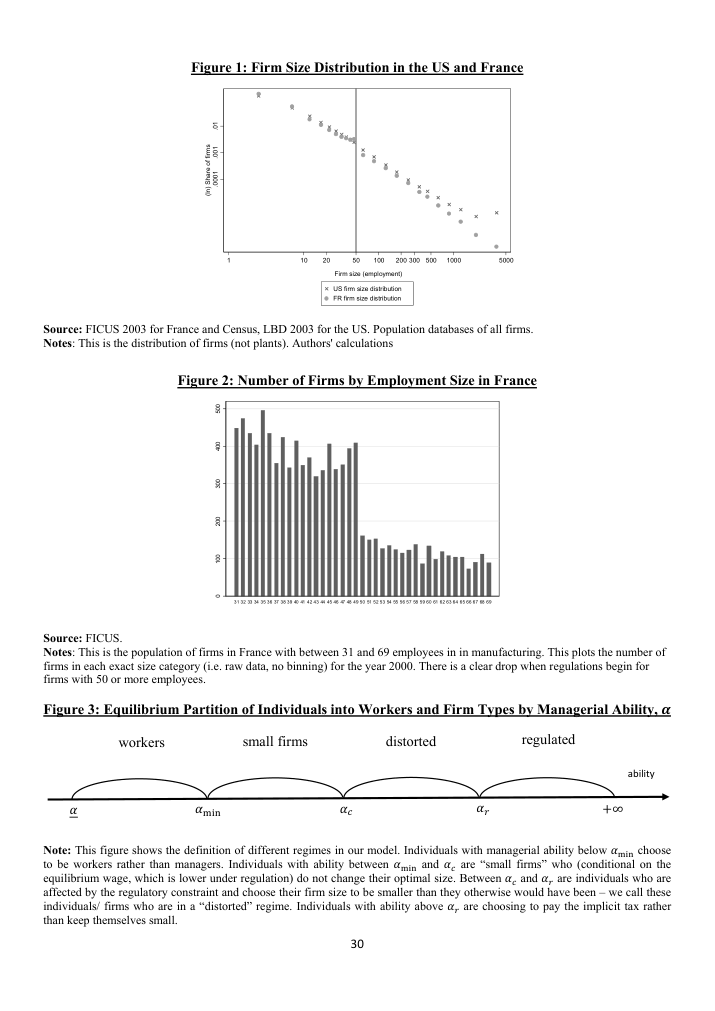 Figure 1: Firm Size Distribution in the US and France
.01
.001
.0001
(ln) Share of firms
1 10 20 50 100 200 300 500 1000 5000
Firm size (employment)
× US firm size distribution
FR firm size distribution
Source: FICUS 2003 for France and Census, LBD 2003 for the US. Population databases of all firms.
Notes: This is the distribution of firms (not plants). Authors' calculations
Figure 2: Number of Firms by Employment Size in France
500
400
300
200
100
0
31 32 33 34 35 36 37 38 39 40 41 42 43 44 45 46 47 48 49 50 51 52 53 54 55 56 57 58 59 60 61 62 63 64 65 66 67 68 69
Source: FICUS.
Notes: This is the population of firms in France with between 31 and 69 employees in in manufacturing. This plots the number of
firms in each exact size category (i.e. raw data, no binning) for the year 2000. There is a clear drop when regulations begin for
firms with 50 or more employees.
Figure 3: Equilibrium Partition of Individuals into Workers and Firm Types by Managerial Ability, α
workers small firms distorted regulated
ability
α αmin αc αr +∞
Note: This figure shows the definition of different regimes in our model. Individuals with managerial ability below αmin choose
to be workers rather than managers. Individuals with ability between αmin and αc are “small firms” who (conditional on the
equilibrium wage, which is lower under regulation) do not change their optimal size. Between αc and αr are individuals who are
affected by the regulatory constraint and choose their firm size to be smaller than they otherwise would have been – we call these
individuals/ firms who are in a “distorted” regime. Individuals with ability above αr are choosing to pay the implicit tax rather
than keep themselves small.
30